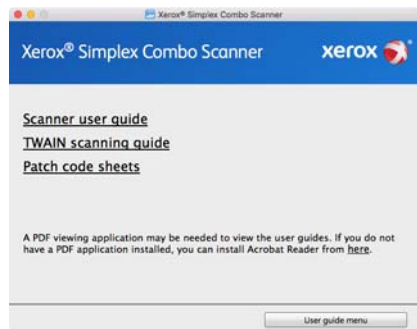 Xerox® Simplex Combo Scanner
Xerox® Simplex Combo Scanner
xerox
Scanner user guide
TWAIN scanning guide
Patch code sheets
A PDF viewing application may be needed to view the user guides. If you do not
have a PDF application installed, you can install Acrobat Reader from here.
User guide menu